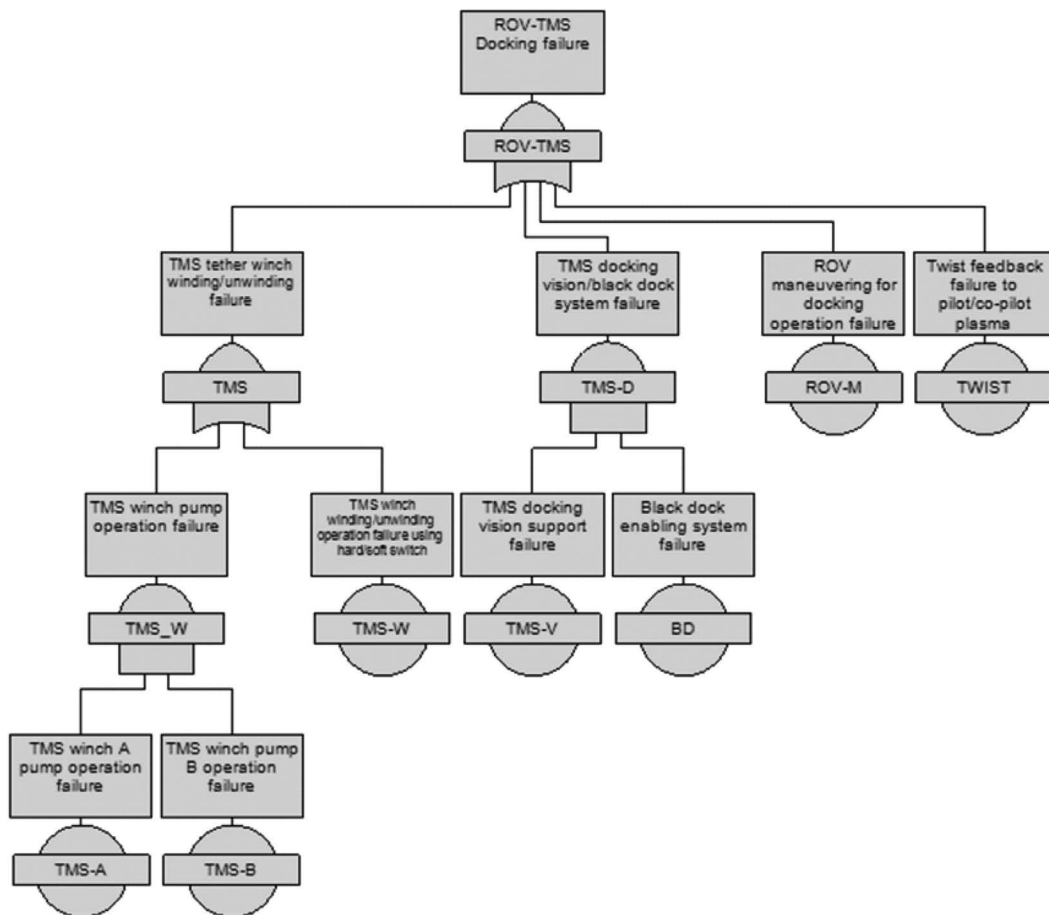 ROV-TMS
Docking failure
ROV-TMS
TMS tether winch
winding/unwinding
failure
TMS docking
vision/black dock
system failure
ROV
maneuvering for
docking
operation failure
Twist feedback
failure to
pilot/co-pilot
plasma
TMS
TMS-D
ROV-M
TWIST
TMS winch pump
operation failure
TMS winch
winding/unwinding
operation failure using
hard/soft switch
TMS docking
vision support
failure
Black dock
enabling system
failure
TMS_W
TMS-W
TMS-V
BD
TMS winch A
pump operation
failure
TMS winch pump
B operation
failure
TMS-A
TMS-B